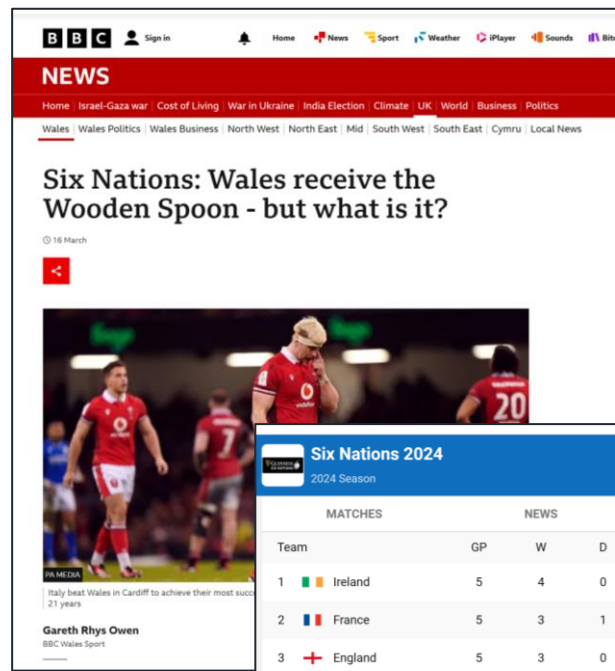 BBC Sign in Home News Sport Weather iPlayer Sounds
NEWS
Home Israel-Gaza war Cost of Living War in Ukraine India Election Climate UK World Business Politics
Wales Wales Politics Wales Business North West North East Mid South West South East Cymru Local News
Six Nations: Wales receive the
Wooden Spoon - but what is it?
16 March
20
7
vodafone
PA MEDIA
Italy beat Wales in Cardiff to achieve their most succ
21 years
Gareth Rhys Owen
BBC Wales Sport
Six Nations 2024
2024 Season
MATCHES NEWS
Team GP W D
1 Ireland 5 4 0
2 France 5 3 1
3 England 5 3 0